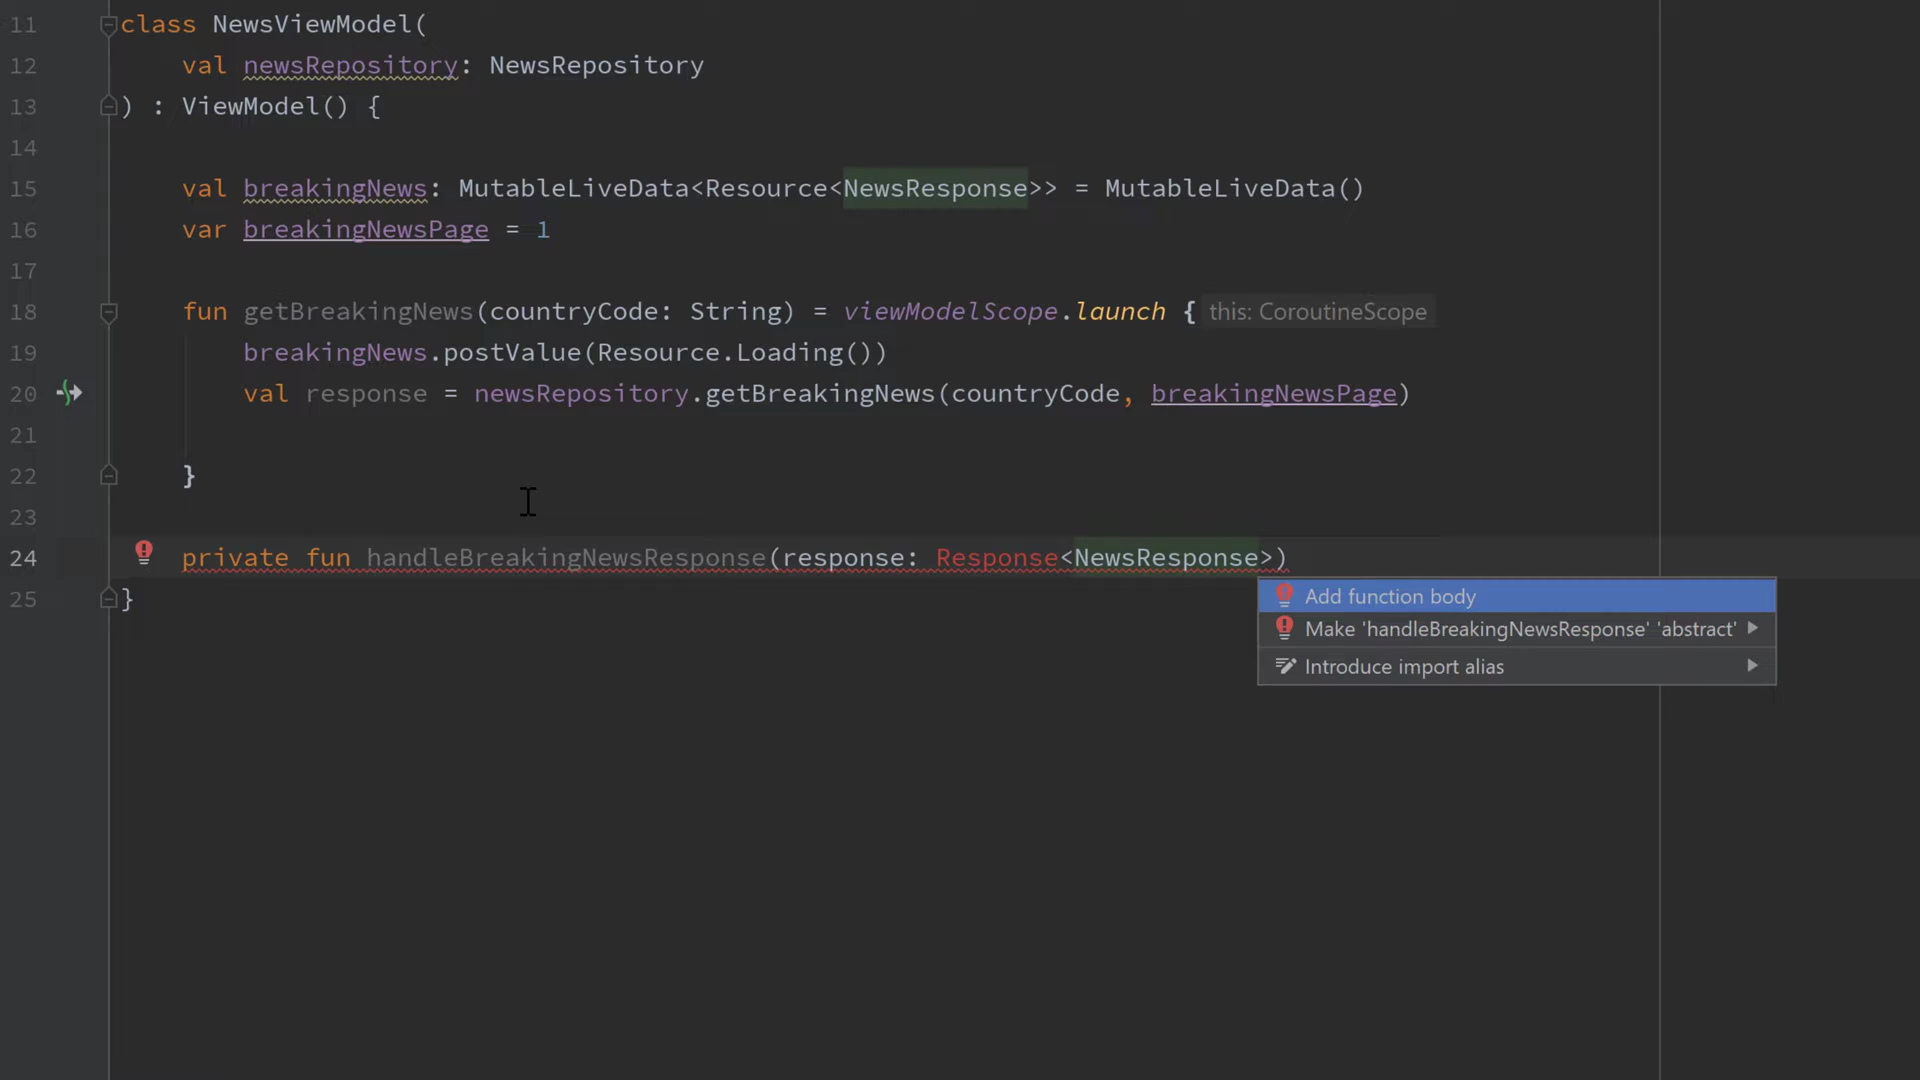 11 class NewsViewModel(
12 val newsRepository: NewsRepository
13 ) : ViewModel() {
14
15 val breakingNews: MutableLiveData<Resource<NewsResponse>> = MutableLiveData()
16 var breakingNewsPage = 1
17
18 fun getBreakingNews(countryCode: String) = viewModelScope.launch { this: CoroutineScope
19 breakingNews.postValue(Resource.Loading())
20 val response = newsRepository.getBreakingNews(countryCode, breakingNewsPage)
21
22 }
23
24 private fun handleBreakingNewsResponse(response: Response<NewsResponse>)
25 }
Add function body
Make 'handleBreakingNewsResponse' 'abstract'
Introduce import alias